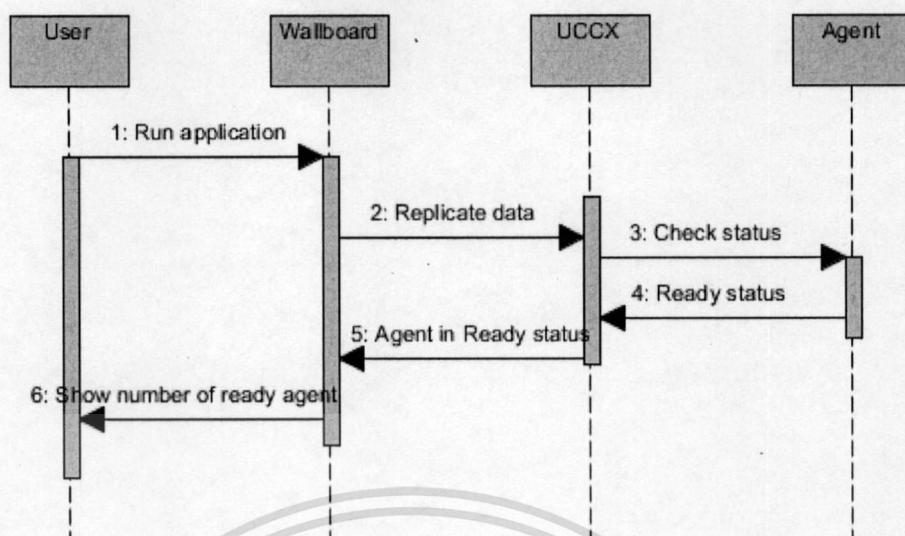 User
Wallboard
UCCX
Agent
1: Run application
2: Replicate data
3: Check status
4: Ready status
5: Agent in Ready status
6: Show number of ready agent